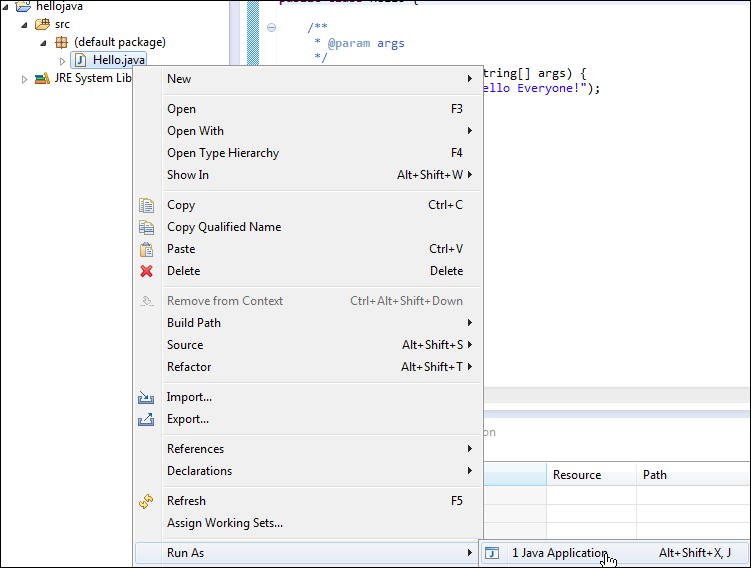 hellojava
src
(default package)
Hello.java
JRE System Lib
/**
* @param args
*/
tring[] args) {
ello Everyone!");
New
Open F3
Open With
Open Type Hierarchy F4
Show In Alt+Shift+W
Copy Ctrl+C
Copy Qualified Name
Paste Ctrl+V
Delete Delete
Remove from Context Ctrl+Alt+Shift+Down
Build Path
Source Alt+Shift+S
Refactor Alt+Shift+T
Import...
Export...
References
Declarations
Refresh F5
Assign Working Sets...
Run As
on
Resource Path
1 Java Application Alt+Shift+X, J